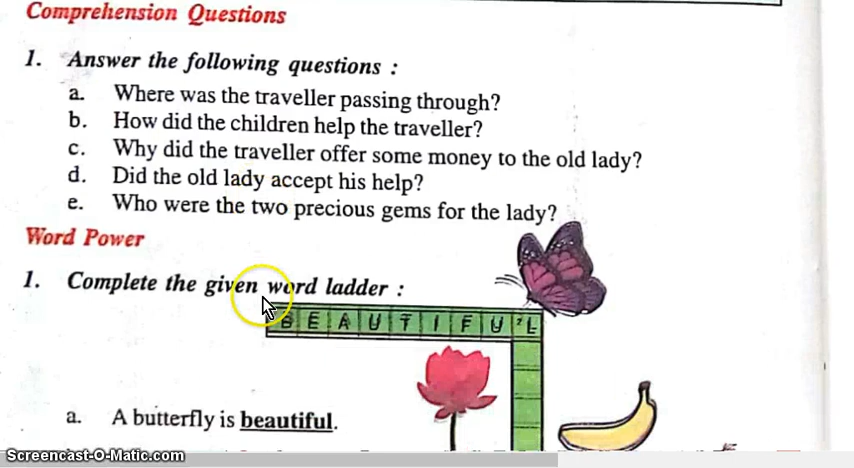 Comprehension Questions
1. Answer the following questions :
a. Where was the traveller passing through?
b. How did the children help the traveller?
c. Why did the traveller offer some money to the old lady?
d. Did the old lady accept his help?
e. Who were the two precious gems for the lady?
Word Power
1. Complete the given word ladder :
B E A U T I F U ² L
a. A butterfly is beautiful.
Screencast-O-Matic.com